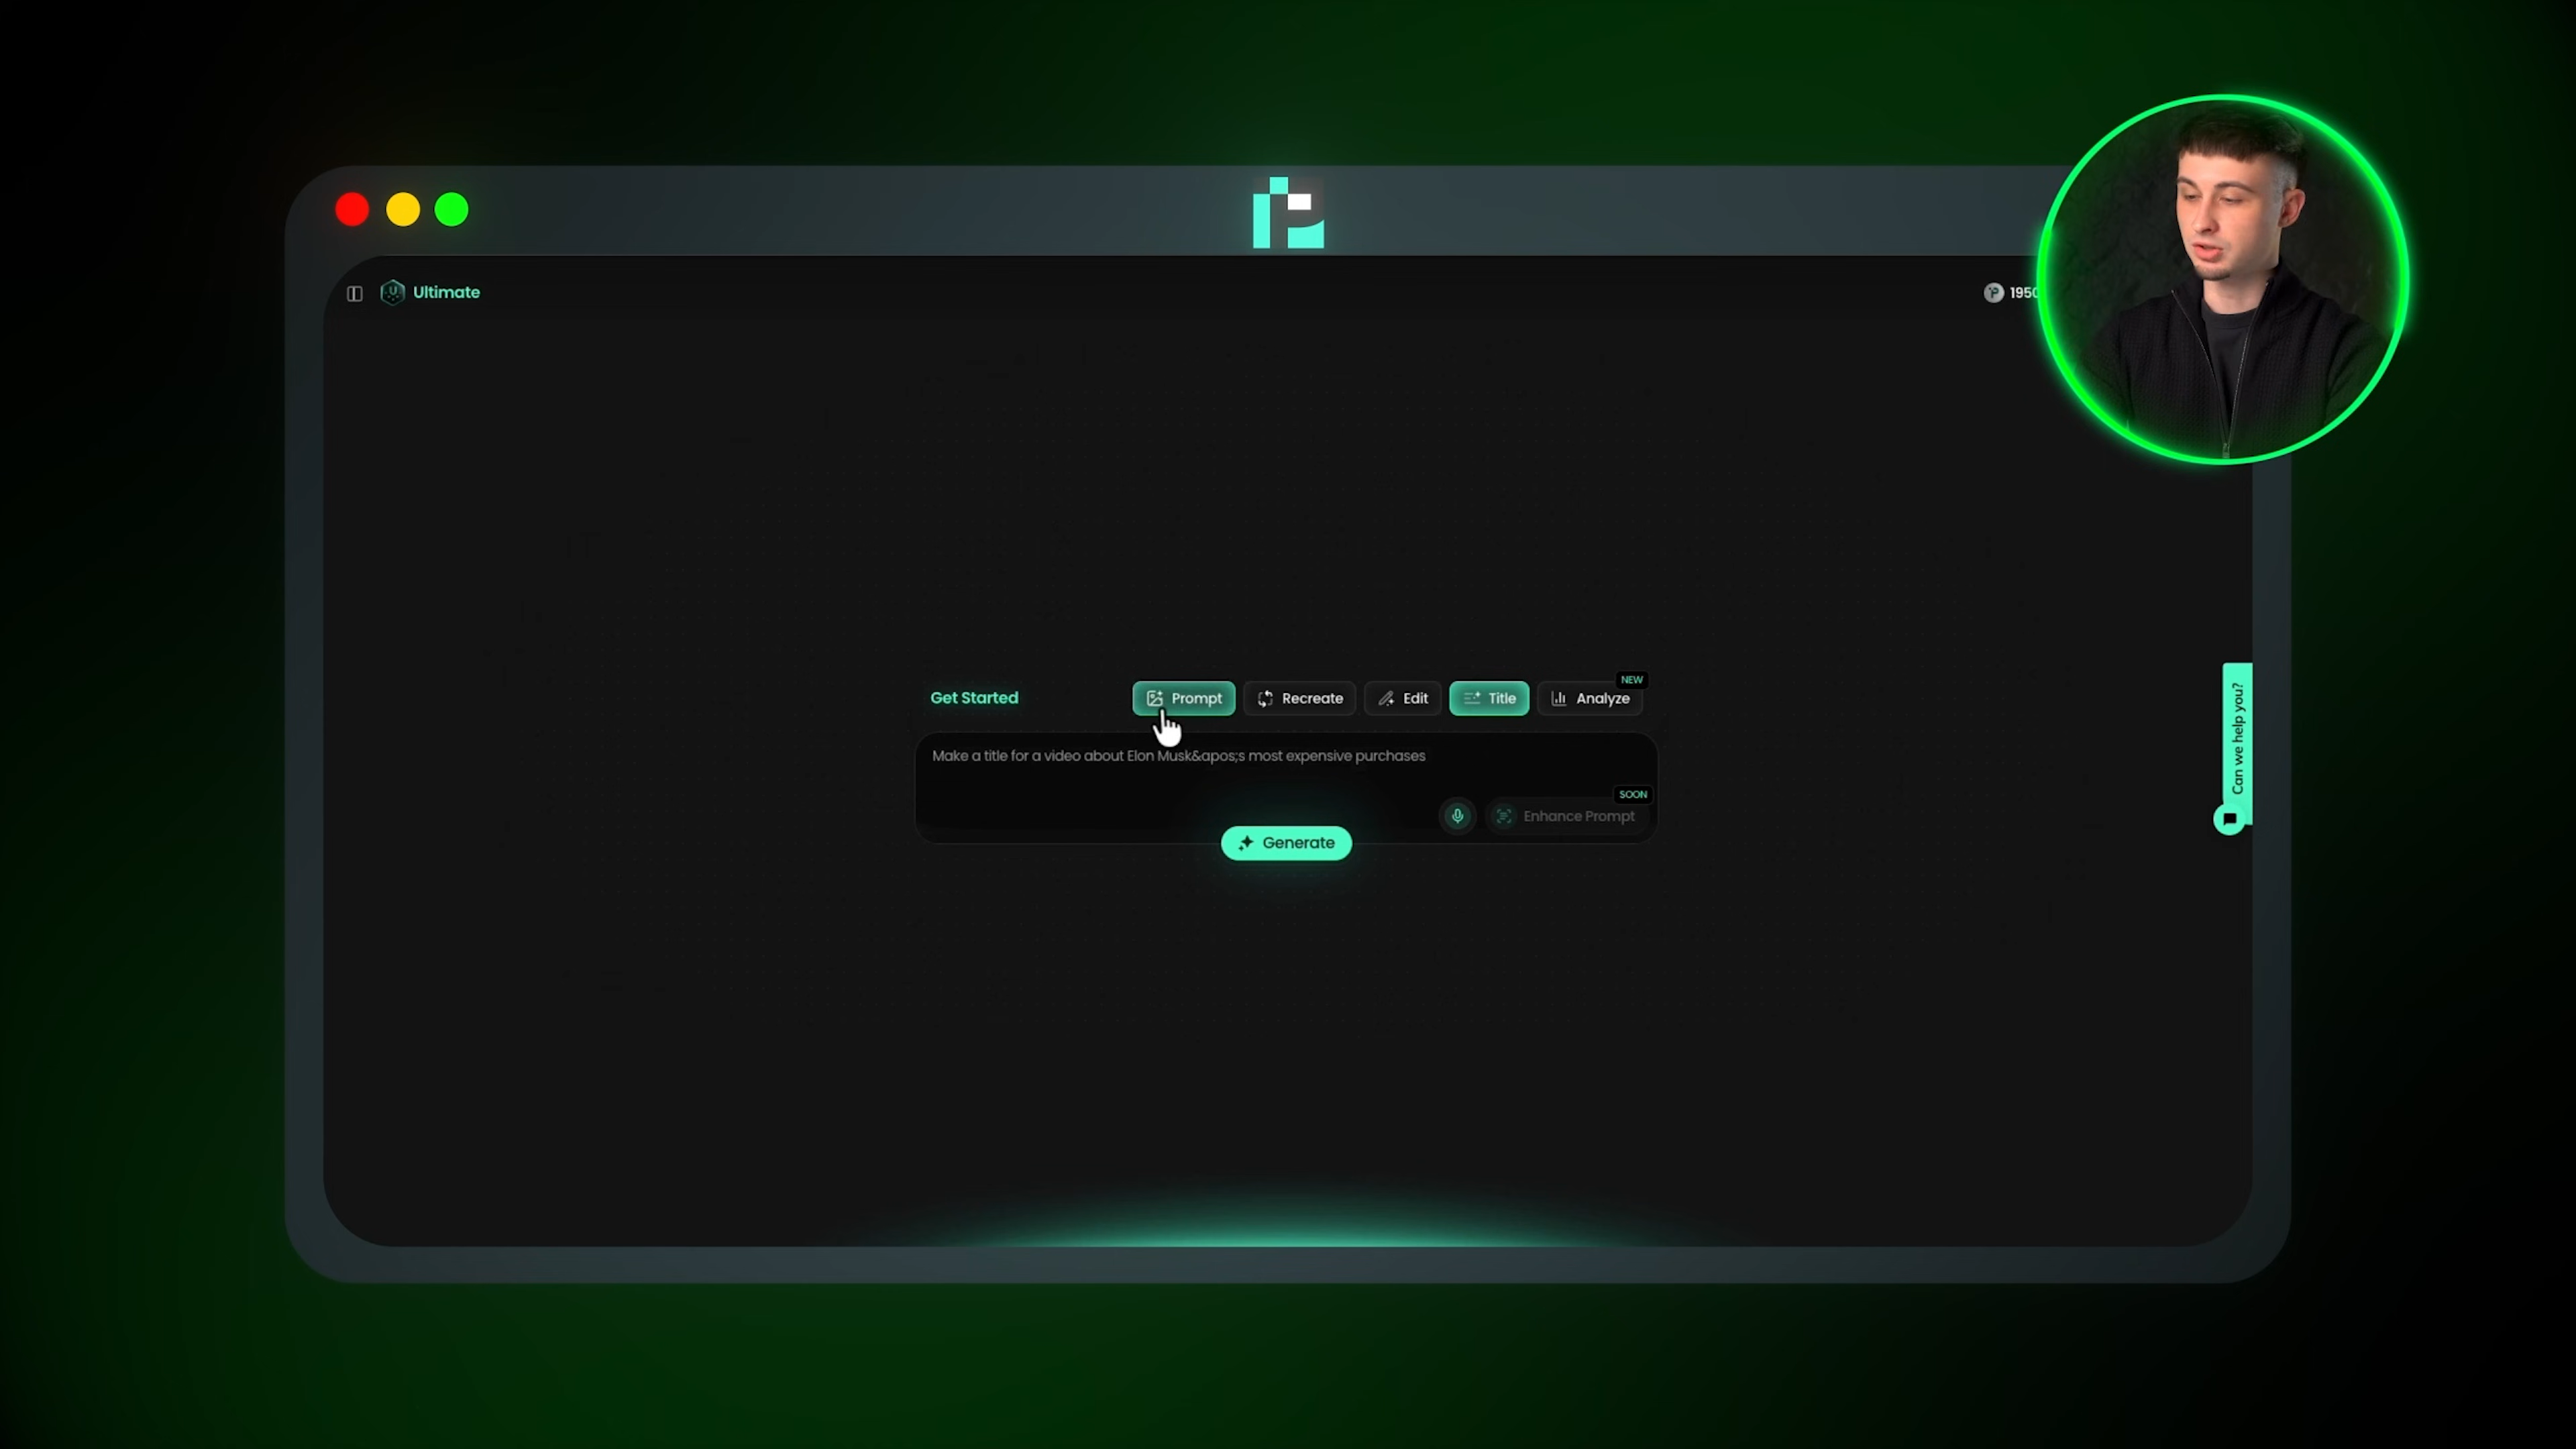 Ultimate
1950
Get Started
Prompt
Recreate
Edit
Title
Analyze
NEW
Make a title for a video about Elon Musk&apos;s most expensive purchases
SOON
Enhance Prompt
Generate
Can we help you?